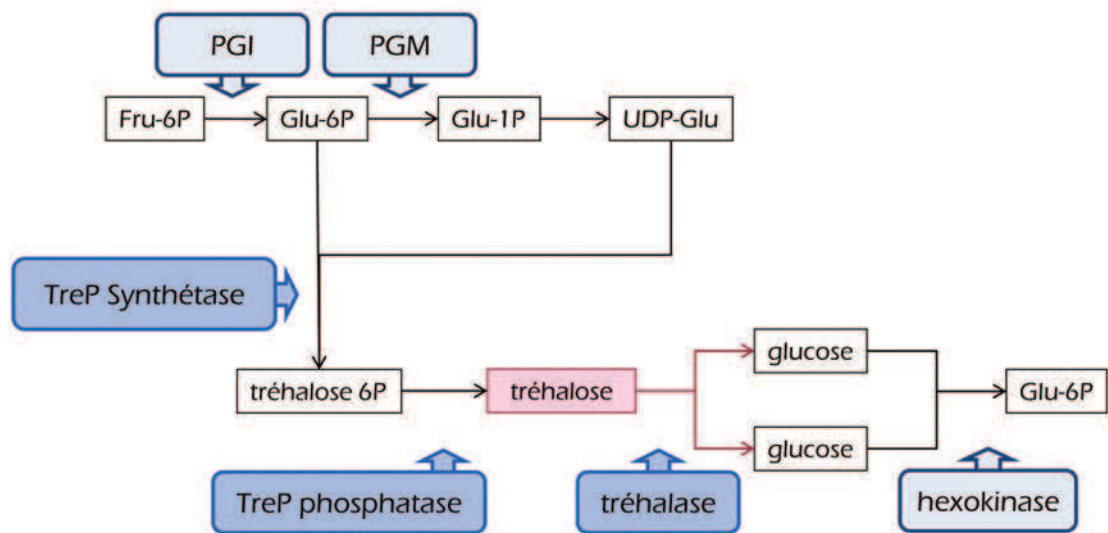 PGI
PGM
Fru-6P
Glu-6P
Glu-1P
UDP-Glu
TreP Synthétase
glucose
tréhalose 6P
tréhalose
Glu-6P
glucose
TreP phosphatase
tréhalase
hexokinase